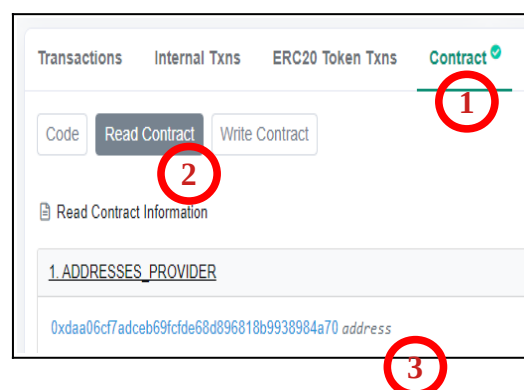 Transactions Internal Txns ERC20 Token Txns Contract
1
Code Read Contract Write Contract
2
Read Contract Information
1. ADDRESSES_PROVIDER
0xdaa06cf7adceb69fcfde68d896818b9938984a70 address
3